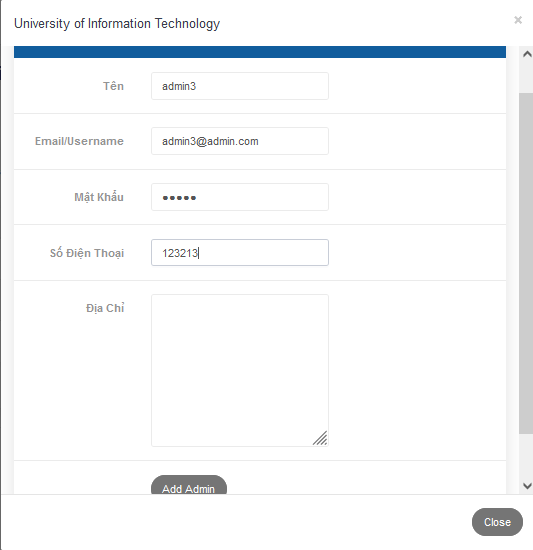 University of Information Technology
×
Tên
admin3
Email/Username
admin3@admin.com
Mật Khẩu
•••••
Số Điện Thoại
123213
Địa Chỉ
Add Admin
Close